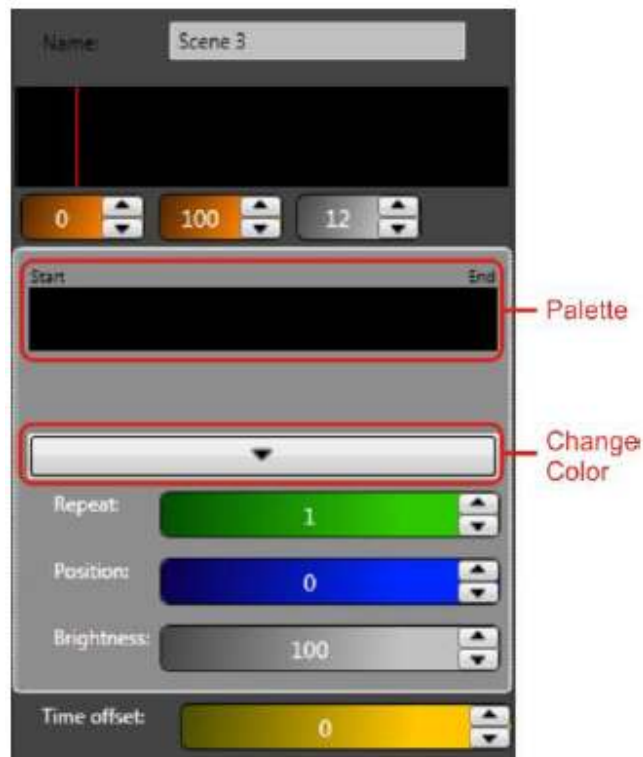 Name: Scene 3
0 100 12
Start End
Palette
Change
Color
Repeat: 1
Position: 0
Brightness: 100
Time offset: 0